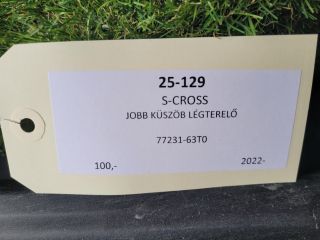 25-129
S-CROSS
JOBB KÜSZÖB LÉGTERELŐ
77231-63T0
100,- 2022-